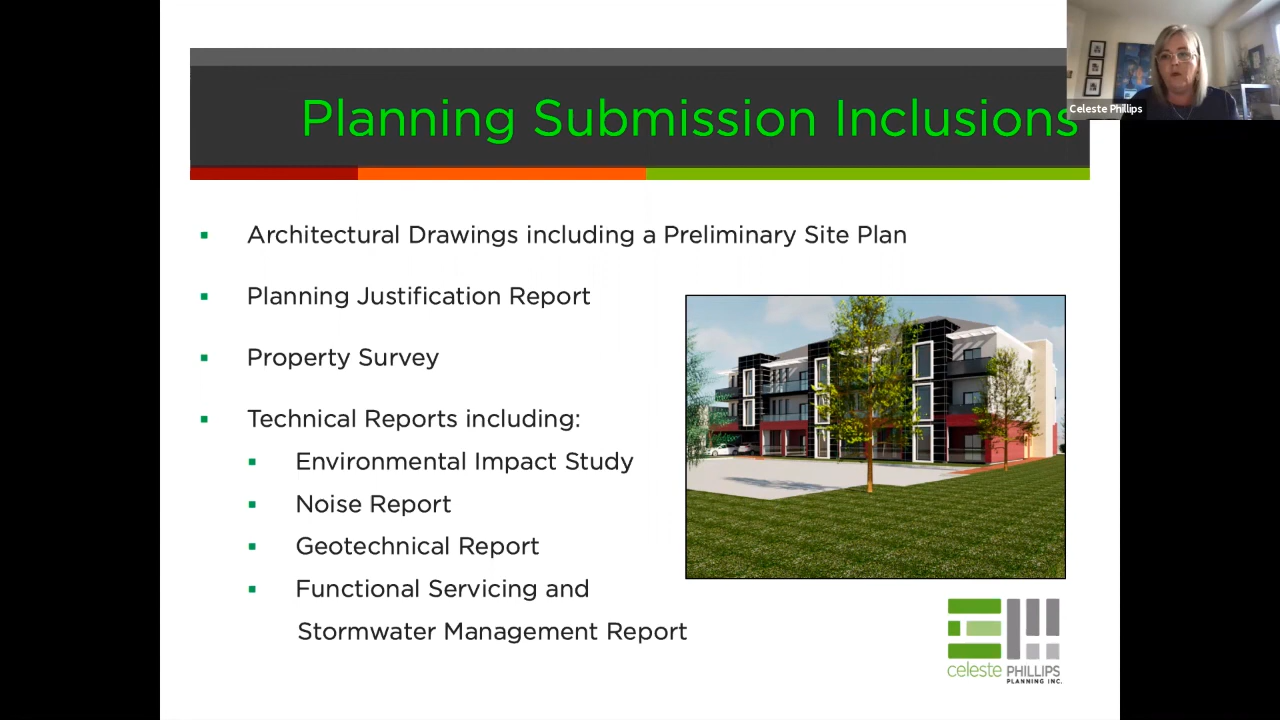 Planning Submission Inclusions
Celeste Phillips
Architectural Drawings including a Preliminary Site Plan
Planning Justification Report
Property Survey
Technical Reports including:
Environmental Impact Study
Noise Report
Geotechnical Report
Functional Servicing and
Stormwater Management Report
celeste PHILLIPS
PLANNING INC.